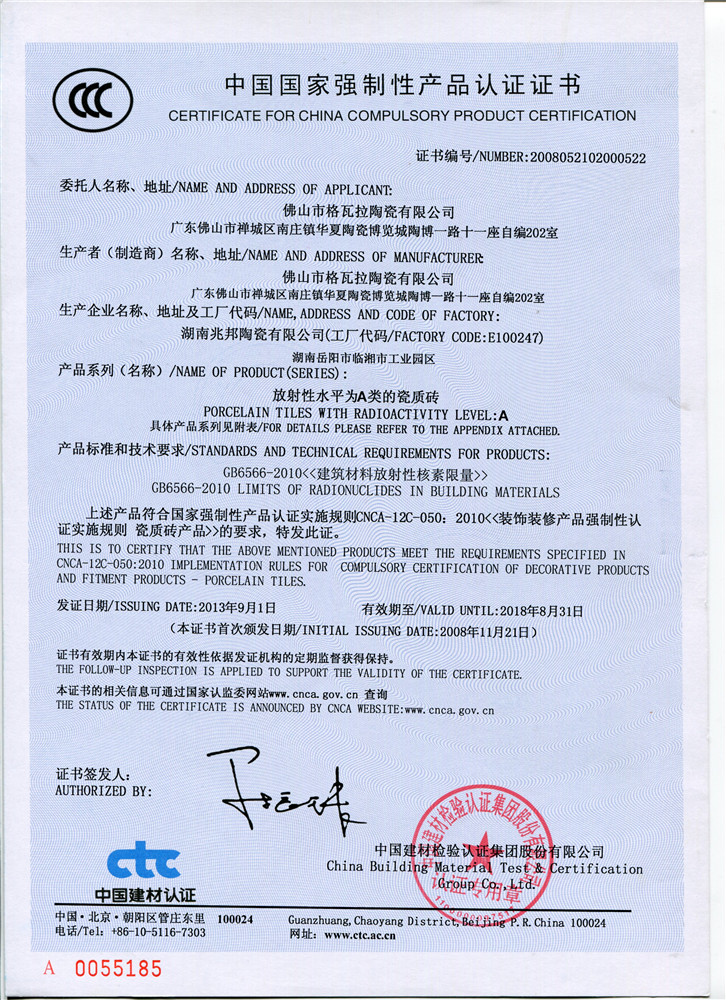 CCC
中国国家强制性产品认证证书
CERTIFICATE FOR CHINA COMPULSORY PRODUCT CERTIFICATION
证书编号/NUMBER:2008052102000522
委托人名称、地址/NAME AND ADDRESS OF APPLICANT:
佛山市格瓦拉陶瓷有限公司
广东佛山市禅城区南庄镇华夏陶瓷博览城陶博一路十一座自编202室
生产者（制造商）名称、地址/NAME AND ADDRESS OF MANUFACTURER:
佛山市格瓦拉陶瓷有限公司
广东佛山市禅城区南庄镇华夏陶瓷博览城陶博一路十一座自编202室
生产企业名称、地址及工厂代码/NAME,ADDRESS AND CODE OF FACTORY:
湖南兆邦陶瓷有限公司(工厂代码/FACTORY CODE:E100247)
湖南岳阳市临湘市工业园区
产品系列（名称）/NAME OF PRODUCT(SERIES):
放射性水平为A类的瓷质砖
PORCELAIN TILES WITH RADIOACTIVITY LEVEL:A
具体产品系列见附表/FOR DETAILS PLEASE REFER TO THE APPENDIX ATTACHED.
产品标准和技术要求/STANDARDS AND TECHNICAL REQUIREMENTS FOR PRODUCTS:
GB6566-2010<<建筑材料放射性核素限量>>
GB6566-2010 LIMITS OF RADIONUCLIDES IN BUILDING MATERIALS
上述产品符合国家强制性产品认证实施规则CNCA-12C-050：2010<<装饰装修产品强制性认
证实施规则 瓷质砖产品>>的要求，特发此证。
THIS IS TO CERTIFY THAT THE ABOVE MENTIONED PRODUCTS MEET THE REQUIREMENTS SPECIFIED IN
CNCA-12C-050:2010 IMPLEMENTATION RULES FOR COMPULSORY CERTIFICATION OF DECORATIVE PRODUCTS
AND FITMENT PRODUCTS - PORCELAIN TILES.
发证日期/ISSUING DATE:2013年9月1日 有效期至/VALID UNTIL:2018年8月31日
（本证书首次颁发日期/INITIAL ISSUING DATE:2008年11月21日）
证书有效期内本证书的有效性依据发证机构的定期监督获得保持。
THE FOLLOW-UP INSPECTION IS APPLIED TO SUPPORT THE VALIDITY OF THE CERTIFICATE.
本证书的相关信息可通过国家认监委网站www.cnca.gov.cn 查询
THE STATUS OF THE CERTIFICATE IS ANNOUNCED BY CNCA WEBSITE:www.cnca.gov.cn
证书签发人：
AUTHORIZED BY:
ctc
中国建材认证
中国建材检验认证集团股份有限公司
China Building Material Test & Certification
Group Co.,Ltd.
认证专用章
中国·北京·朝阳区管庄东里 100024
电话/Tel: +86-10-5116-7303
Guanzhuang,Chaoyang District,Beijing P.R.China 100024
网址：www.ctc.ac.cn
A 0055185